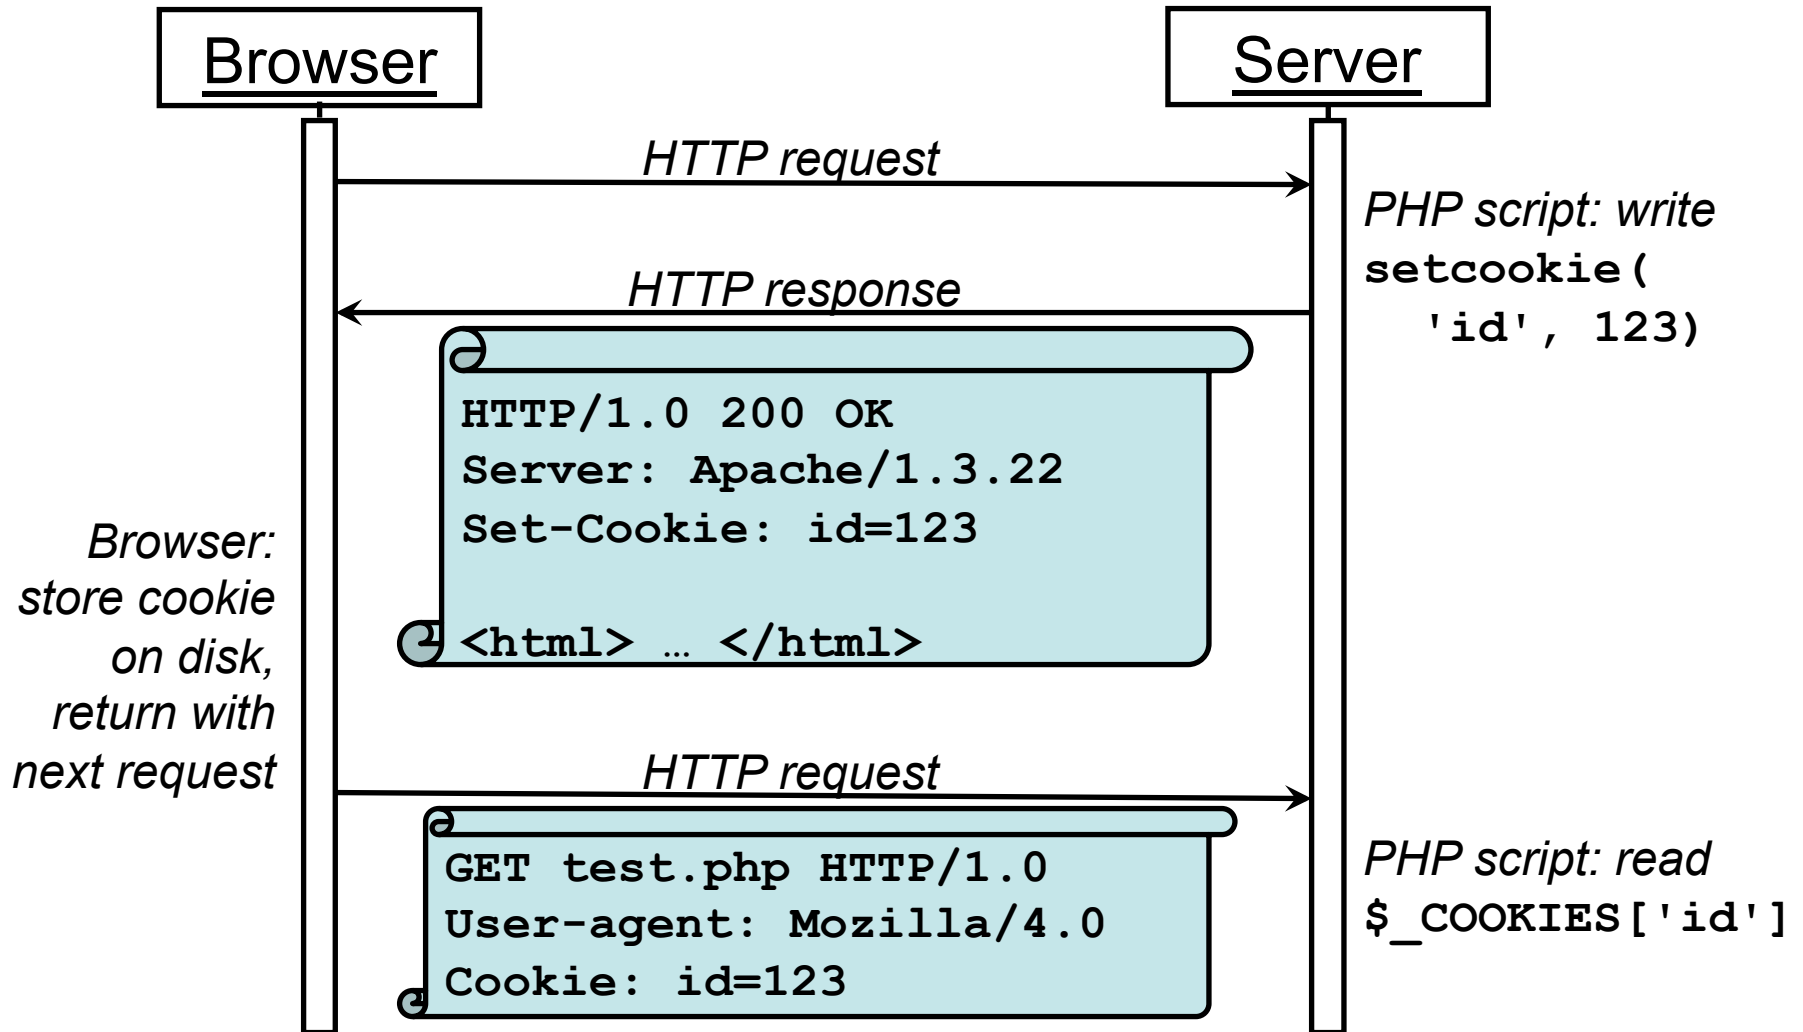 Browser
Server
HTTP request
PHP script: write
setcookie(
'id', 123)
HTTP response
HTTP/1.0 200 OK
Server: Apache/1.3.22
Set-Cookie: id=123
<html> … </html>
Browser:
store cookie
on disk,
return with
next request
HTTP request
GET test.php HTTP/1.0
User-agent: Mozilla/4.0
Cookie: id=123
PHP script: read
$_COOKIES['id']